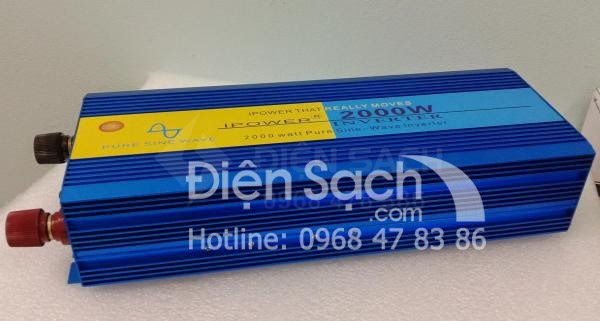 IPOWER THAT REALLY MOVES
IPOWER® 2000W
INVERTER
2000 watt Pure Sine-Wave Inverter
PURE SINE WAVE
Điện Sạch
.com
Hotline: 0968 47 83 86